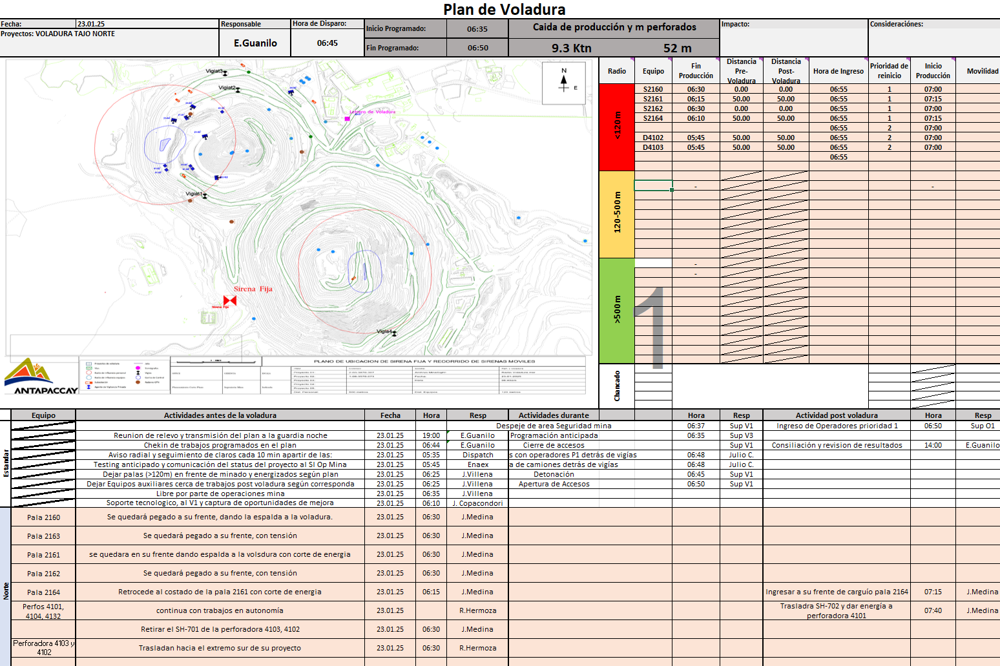 Plan de Voladura
Fecha: 23.01.25 Responsable Hora de Disparo: Inicio Programado: 06:35 Caida de producción y m perforados Impacto: Consideraciónes:
Proyectos: VOLADURA TAJO NORTE E.Guanilo 06:45 Fin Programado: 06:50 9.3 Ktn 52 m
Radio Equipo Fin Producción Distancia Pre-Voladura Distancia Post-Voladura Hora de Ingreso Prioridad de reinicio Inicio Producción Movilidad
<120m
S2160 06:30 0.00 0.00 06:55 1 07:00
S2161 06:15 50.00 50.00 06:55 1 07:15
S2162 06:30 0.00 0.00 06:55 1 07:00
S2164 06:10 50.00 50.00 06:55 1 07:15
06:55 2 07:00
D4102 05;45 50.00 50.00 06:55 2 07:00
D4103 05:45 50.00 50.00 06:55 2 07:00
06:55
120-500m
- -
>500m
-
-
1
Chancado
Vigiat3
Vigiat2
N
E
Letrero de Voladura
Vigiat1
Sirena Fija
Sirena Fija
Vigia4
ANTAPACCAY
PLANO DE UBICACION DE SIRENA FIJA Y RECORRIDO DE SIRENAS MOVILES
Equipo Actividades antes de la voladura Fecha Hora Resp Actividades durante Hora Resp Actividad post voladura Hora Resp
Estandar
Despeje de area Seguridad mina 06:37 Sup V1 Ingreso de Operadores prioridad 1 06:50 Sup O1
Reunion de relevo y transmisión del plan a la guardia noche 23.01.25 19:00 E.Guanilo Programación anticipada 06:35 Sup V3
Chekin de trabajos programados en el plan 23.01.25 06:44 E.Guanilo Cierre de accesos Sup V1 Consiliación y revision de resultados 14:00 E.Guanilo
Aviso radial y seguimiento de claros cada 10 min apartir de las: 23.01.25 05:35 Dispatch s con operadores P1 detrás de vigías 06:48 Julio C.
Testing anticipado y comunicación del status del proyecto al SI Op Mina 23.01.25 05:45 Enaex a de camiones detrás de vigías 06:48 Julio C.
Dejar palas (>120m) en frente de minado y energizados según plan 23.01.25 06:25 J.Villena Detonación 06:45 Sup V1
Dejar Equipos auxiliares cerca de trabajos post voladura según corresponda 23.01.25 06:25 J.Villena Apertura de Accesos 06:50 Sup V1
Libre por parte de operaciones mina 23.01.25 06:35 J.Villena
Soporte tecnologico, al V1 y captura de oportunidades de mejora 23.01.25 06:10 J. Copacondori
Norte
Pala 2160 Se quedará pegado a su frente, dando la espalda a la voladura. 23.01.25 06:30 J.Medina
Pala 2163 Se quedará pegado a su frente, con tensión 23.01.25 06:30 J.Medina
Pala 2161 se quedara en su frente dando espalda a la volsdura con corte de energia 23.01.25 06:30 J.Medina
Pala 2162 Se quedará pegado a su frente, con tensión 23.01.25 06:30 J.Medina
Pala 2164 Retrocede al costado de la pala 2161 con corte de energia 23.01.25 06:15 J.Medina Ingresar a su frente de carguío pala 2164 07:15 J.Medina
Perfos 4101, 4104, 4132 continua con trabajos en autonomía 23.01.25 R.Hermoza Trasladra SH-702 y dar energía a perforadora 4101 07:40 J.Medina
Retirar el SH-701 de la perforadora 4103, 4102 23.01.25 06:30 J.Medina
Perforadora 4103 y 4102 Trasladan hacia el extremo sur de su proyecto 23.01.25 06:30 R.Hermoza